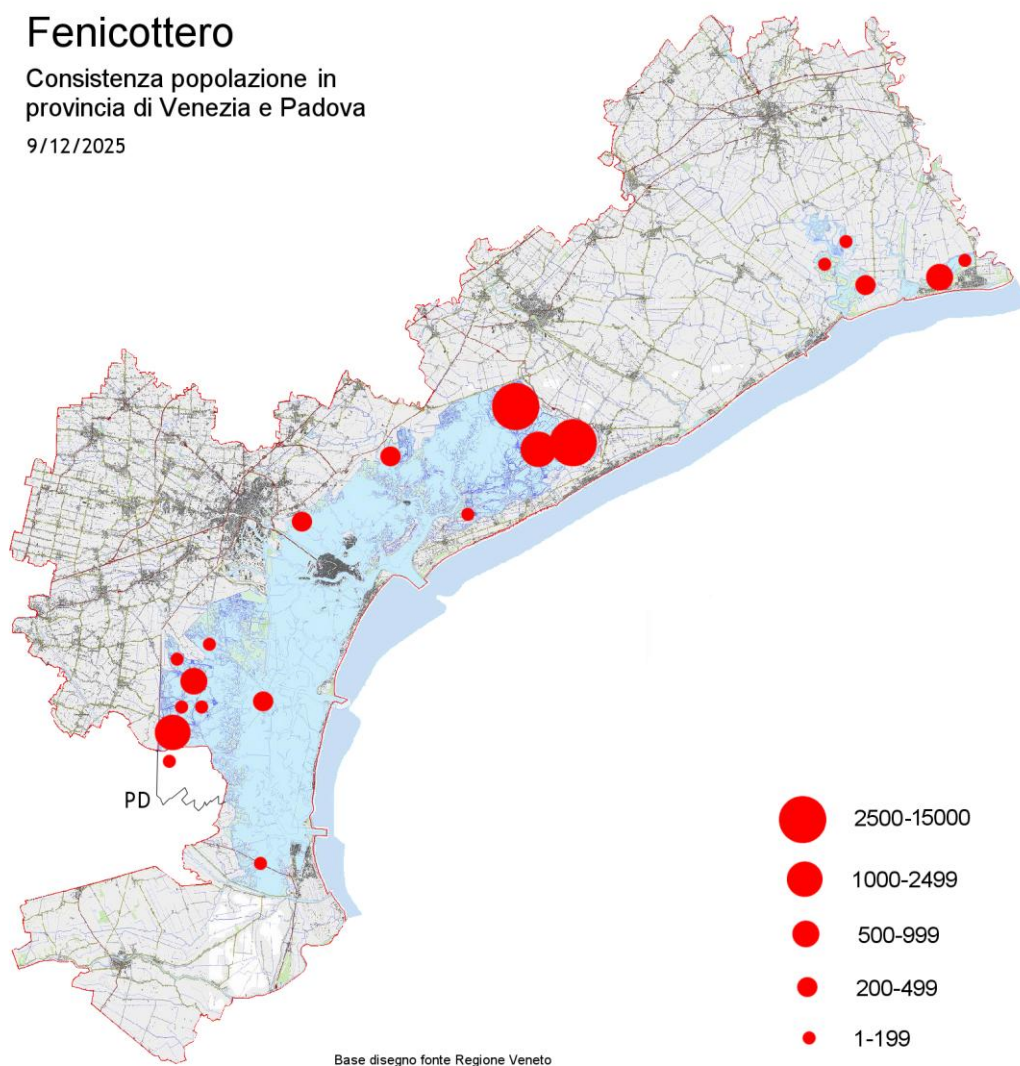 Fenicottero
Consistenza popolazione in
provincia di Venezia e Padova
9/12/2025
PD
2500-15000
1000-2499
500-999
200-499
1-199
Base disegno fonte Regione Veneto